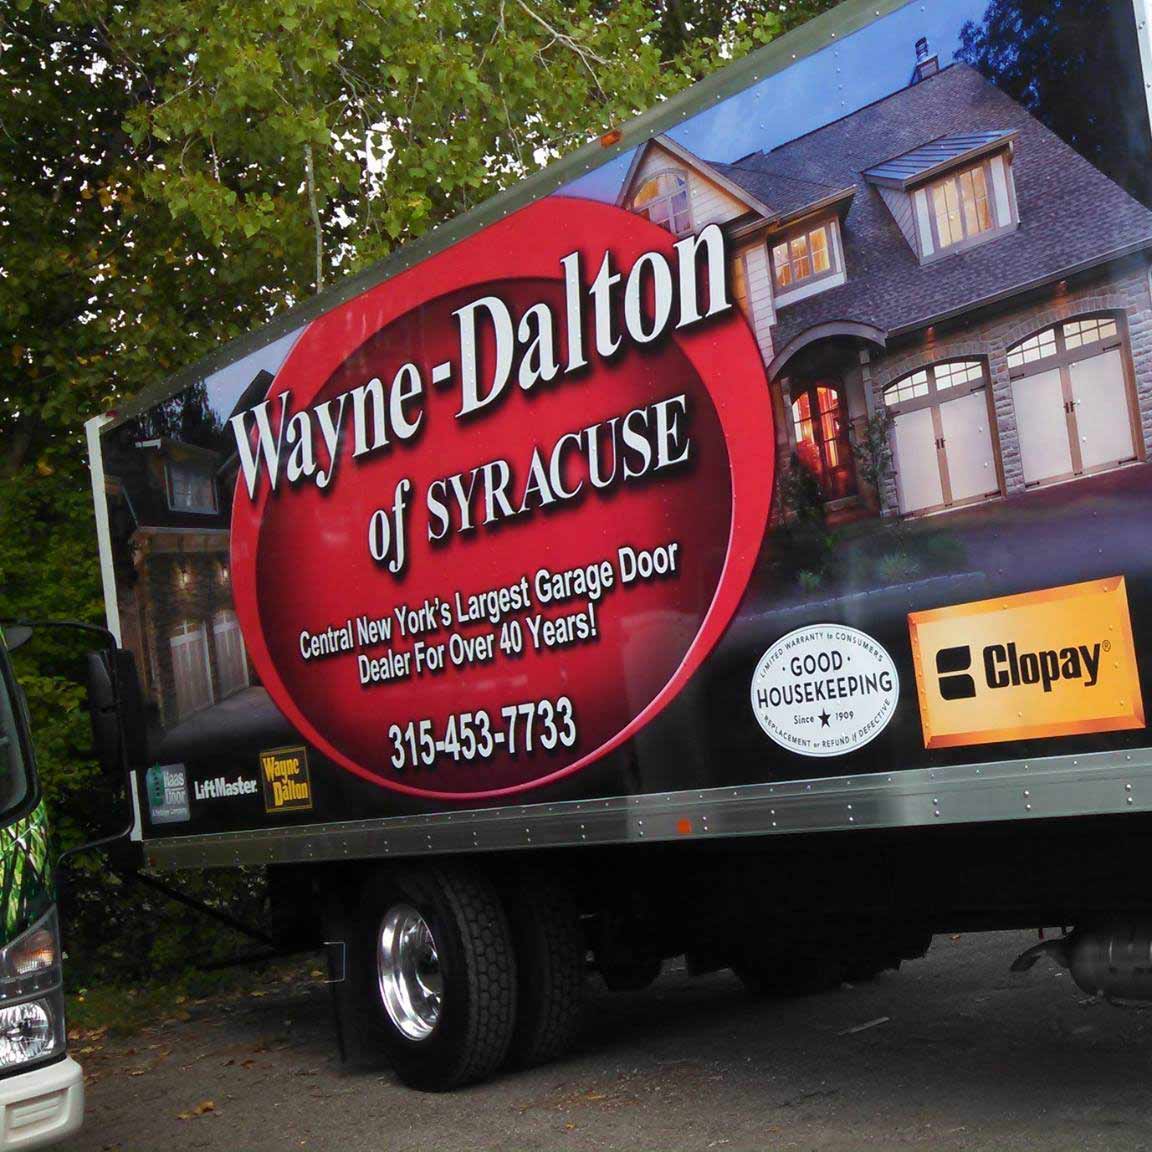 Wayne-Dalton
of SYRACUSE
Central New York's Largest Garage Door
Dealer For Over 40 Years!
315-453-7733
Haas
Door
LiftMaster
Wayne
Dalton
LIMITED WARRANTY to CONSUMERS
GOOD
HOUSEKEEPING
Since ★ 1909
REPLACEMENT or REFUND if DEFECTIVE
Clopay®